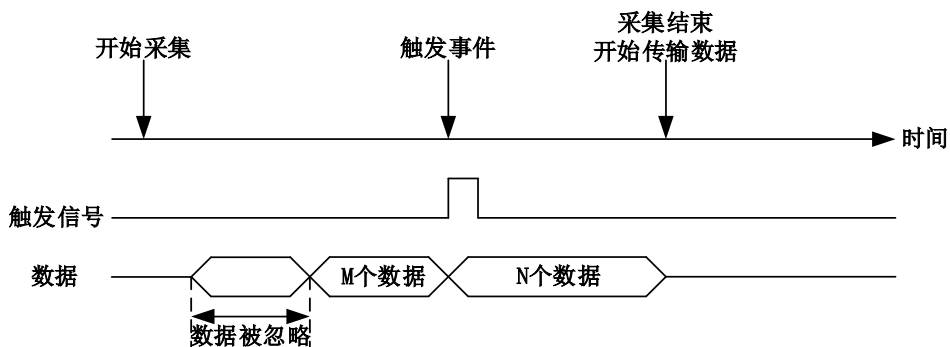 开始采集
触发事件
采集结束
开始传输数据
时间
触发信号
数据
M个数据
N个数据
数据被忽略